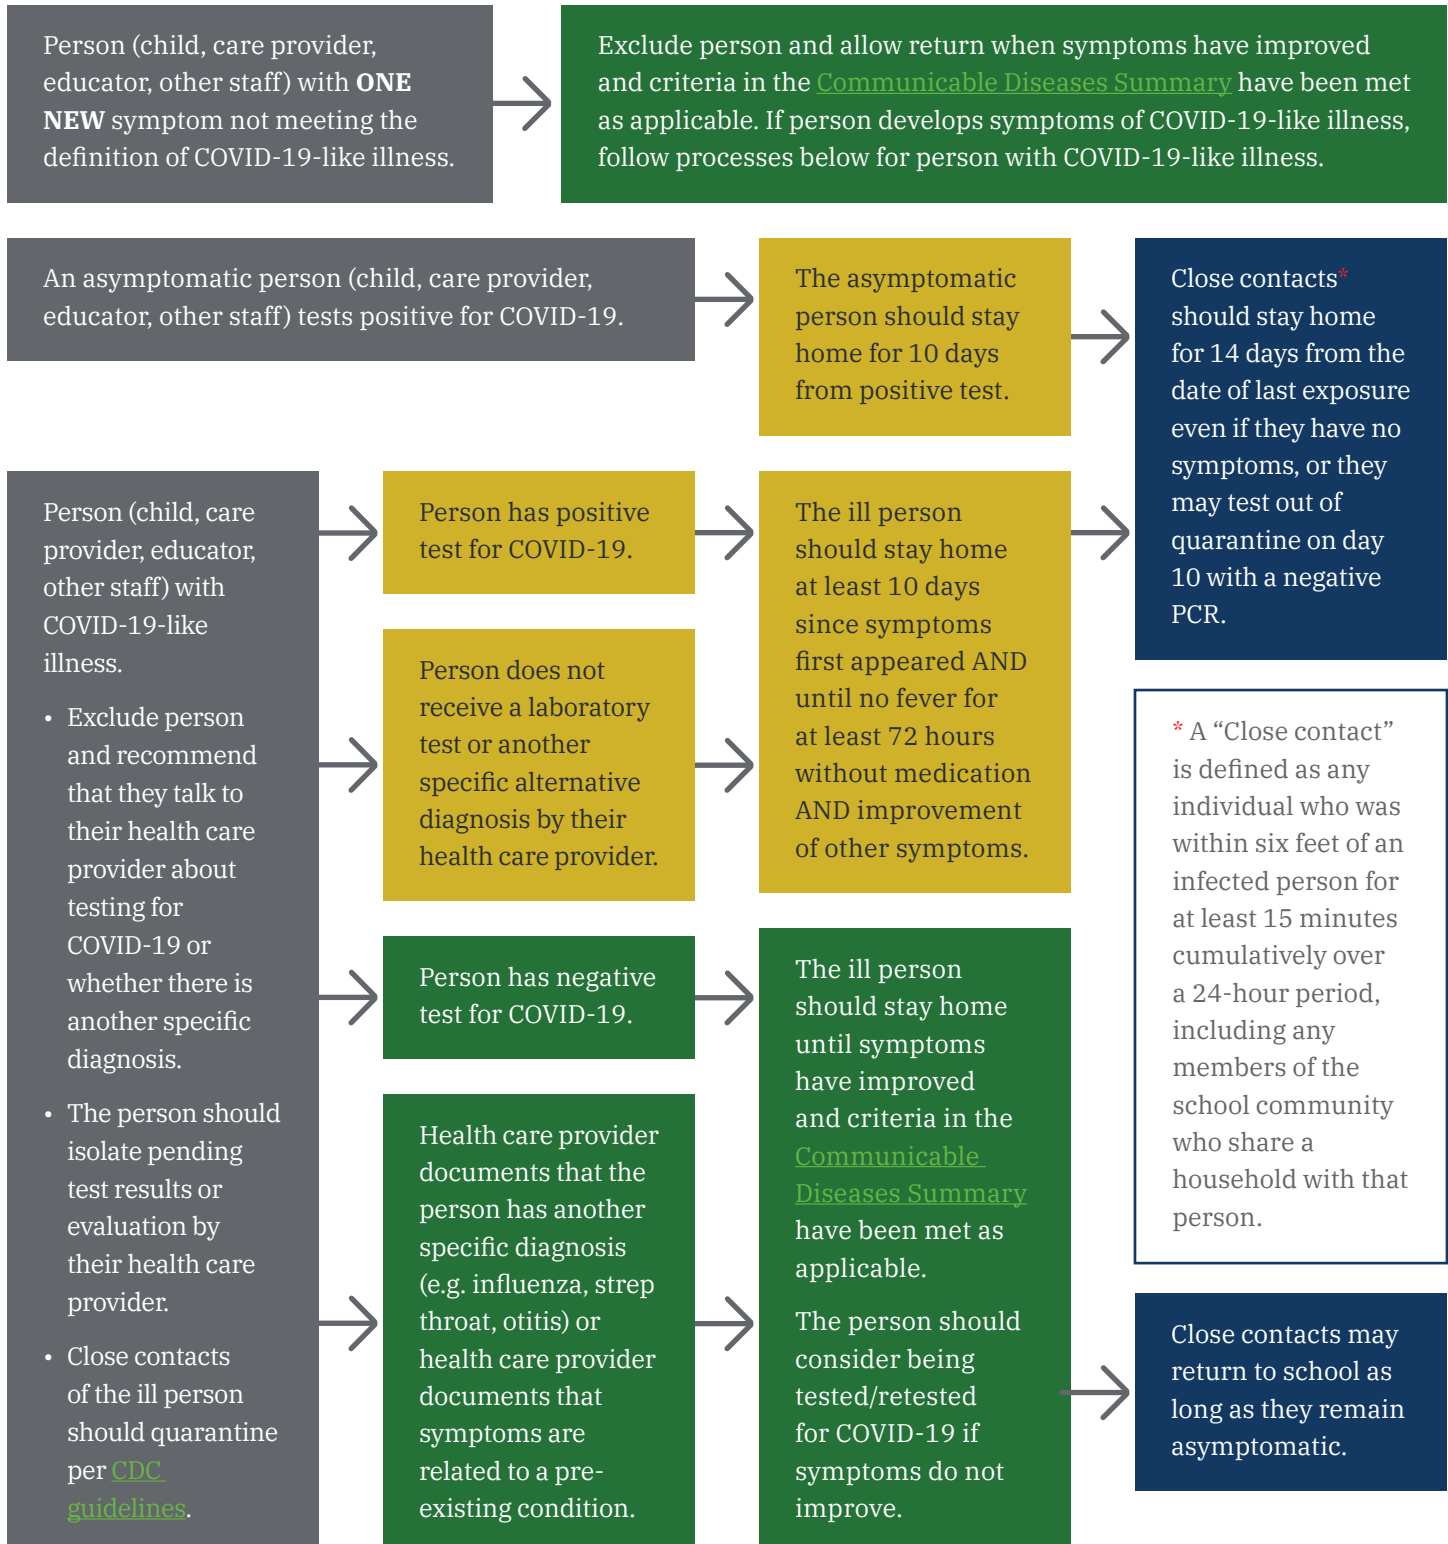 Person (child, care provider,
educator, other staff) with ONE
NEW symptom not meeting the
definition of COVID-19-like illness.
Exclude person and allow return when symptoms have improved
and criteria in the Communicable Diseases Summary have been met
as applicable. If person develops symptoms of COVID-19-like illness,
follow processes below for person with COVID-19-like illness.
An asymptomatic person (child, care provider,
educator, other staff) tests positive for COVID-19.
The asymptomatic
person should stay
home for 10 days
from positive test.
Close contacts*
should stay home
for 14 days from the
date of last exposure
even if they have no
symptoms, or they
may test out of
quarantine on day
10 with a negative
PCR.
Person (child, care
provider, educator,
other staff) with
COVID-19-like
illness.
• Exclude person
and recommend
that they talk to
their health care
provider about
testing for
COVID-19 or
whether there is
another specific
diagnosis.
• The person should
isolate pending
test results or
evaluation by
their health care
provider.
• Close contacts
of the ill person
should quarantine
per CDC
guidelines.
Person has positive
test for COVID-19.
Person does not
receive a laboratory
test or another
specific alternative
diagnosis by their
health care provider.
The ill person
should stay home
at least 10 days
since symptoms
first appeared AND
until no fever for
at least 72 hours
without medication
AND improvement
of other symptoms.
Person has negative
test for COVID-19.
Health care provider
documents that the
person has another
specific diagnosis
(e.g. influenza, strep
throat, otitis) or
health care provider
documents that
symptoms are
related to a pre-
existing condition.
The ill person
should stay home
until symptoms
have improved
and criteria in the
Communicable
Diseases Summary
have been met as
applicable.
The person should
consider being
tested/retested
for COVID-19 if
symptoms do not
improve.
* A “Close contact”
is defined as any
individual who was
within six feet of an
infected person for
at least 15 minutes
cumulatively over
a 24-hour period,
including any
members of the
school community
who share a
household with that
person.
Close contacts may
return to school as
long as they remain
asymptomatic.